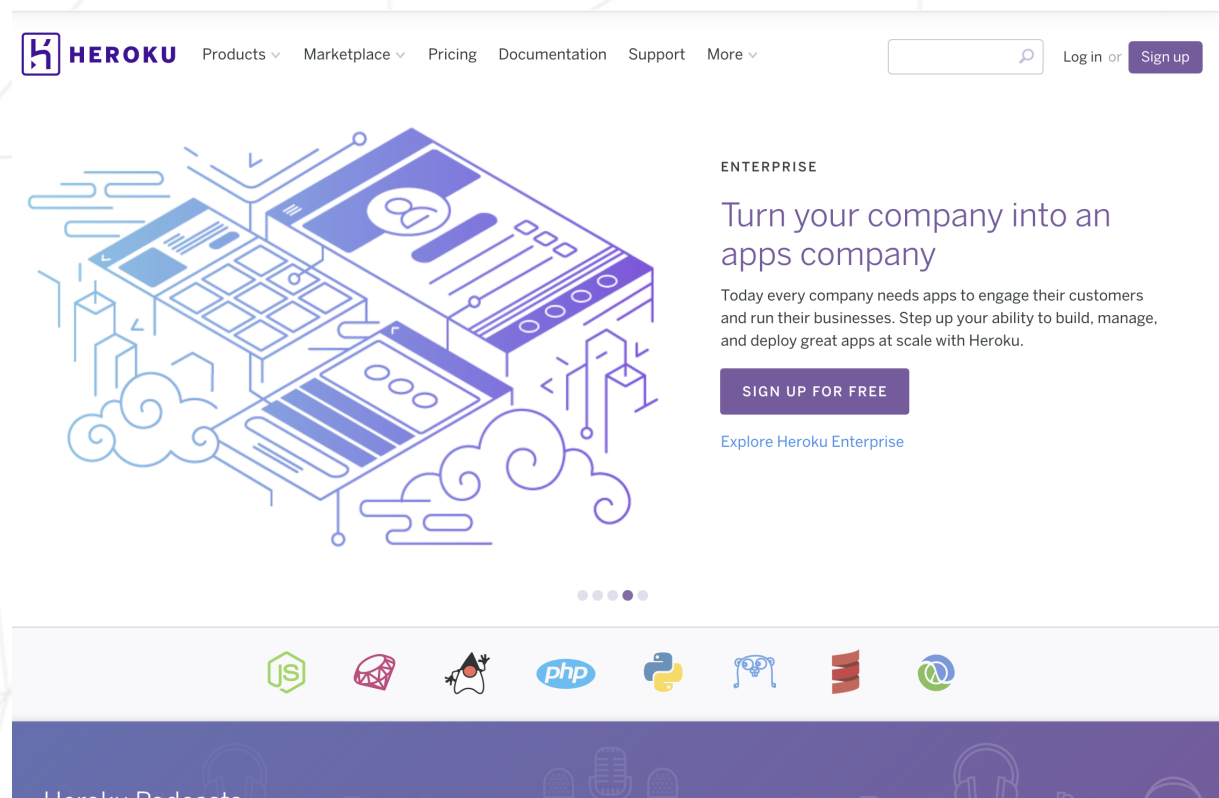 HEROKU
Products
Marketplace
Pricing
Documentation
Support
More
Log in or
Sign up
ENTERPRISE
Turn your company into an
apps company
Today every company needs apps to engage their customers
and run their businesses. Step up your ability to build, manage,
and deploy great apps at scale with Heroku.
SIGN UP FOR FREE
Explore Heroku Enterprise
JS
php
Heroku Podcasts